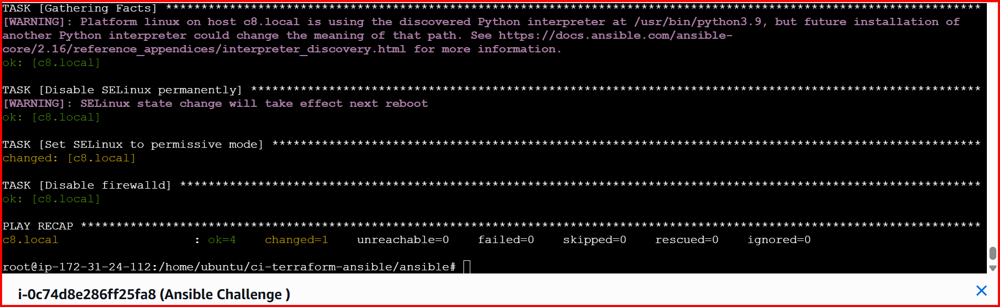 TASK [Gathering Facts] *******************************************************************************************************************
[WARNING]: Platform linux on host c8.local is using the discovered Python interpreter at /usr/bin/python3.9, but future installation of
another Python interpreter could change the meaning of that path. See https://docs.ansible.com/ansible-
core/2.16/reference_appendices/interpreter_discovery.html for more information.
ok: [c8.local]
TASK [Disable SELinux permanently] *******************************************************************************************************
[WARNING]: SELinux state change will take effect next reboot
ok: [c8.local]
TASK [Set SELinux to permissive mode] ****************************************************************************************************
changed: [c8.local]
TASK [Disable firewalld] *****************************************************************************************************************
ok: [c8.local]
PLAY RECAP *******************************************************************************************************************************
c8.local : ok=4 changed=1 unreachable=0 failed=0 skipped=0 rescued=0 ignored=0
root@ip-172-31-24-112:/home/ubuntu/ci-terraform-ansible/ansible#
i-0c74d8e286ff25fa8 (Ansible Challenge )